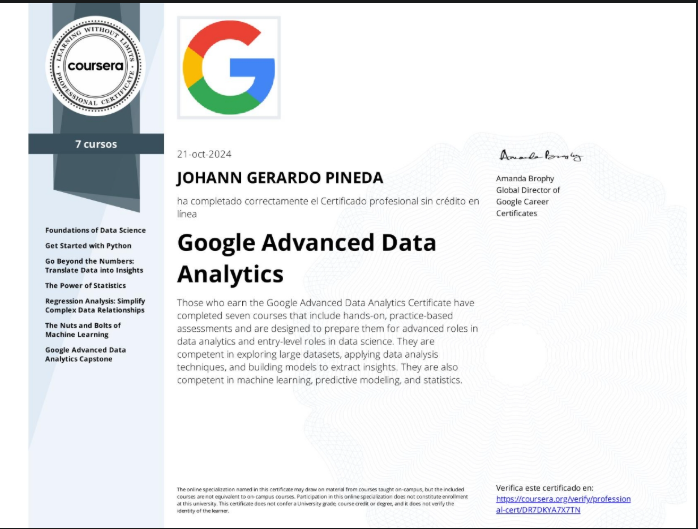 LEARNING WITHOUT LIMITS
coursera
PROFESSIONAL CERTIFICATE
7 cursos
Foundations of Data Science
Get Started with Python
Go Beyond the Numbers:
Translate Data into Insights
The Power of Statistics
Regression Analysis: Simplify
Complex Data Relationships
The Nuts and Bolts of
Machine Learning
Google Advanced Data
Analytics Capstone
G
21-oct-2024
JOHANN GERARDO PINEDA
ha completado correctamente el Certificado profesional sin crédito en
línea
Google Advanced Data
Analytics
Those who earn the Google Advanced Data Analytics Certificate have
completed seven courses that include hands-on, practice-based
assessments and are designed to prepare them for advanced roles in
data analytics and entry-level roles in data science. They are
competent in exploring large datasets, applying data analysis
techniques, and building models to extract insights. They are also
competent in machine learning, predictive modeling, and statistics.
Amanda Brophy
Amanda Brophy
Global Director of
Google Career
Certificates
The online specialization named in this certificate may draw on material from courses taught on-campus, but the included
courses are not equivalent to on-campus courses. Participation in this online specialization does not constitute enrollment
at this university. This certificate does not confer a University grade, course credit or degree, and it does not verify the
identity of the learner.
Verifica este certificado en:
https://coursera.org/verify/profession
al-cert/DR7DKYA7X7TN